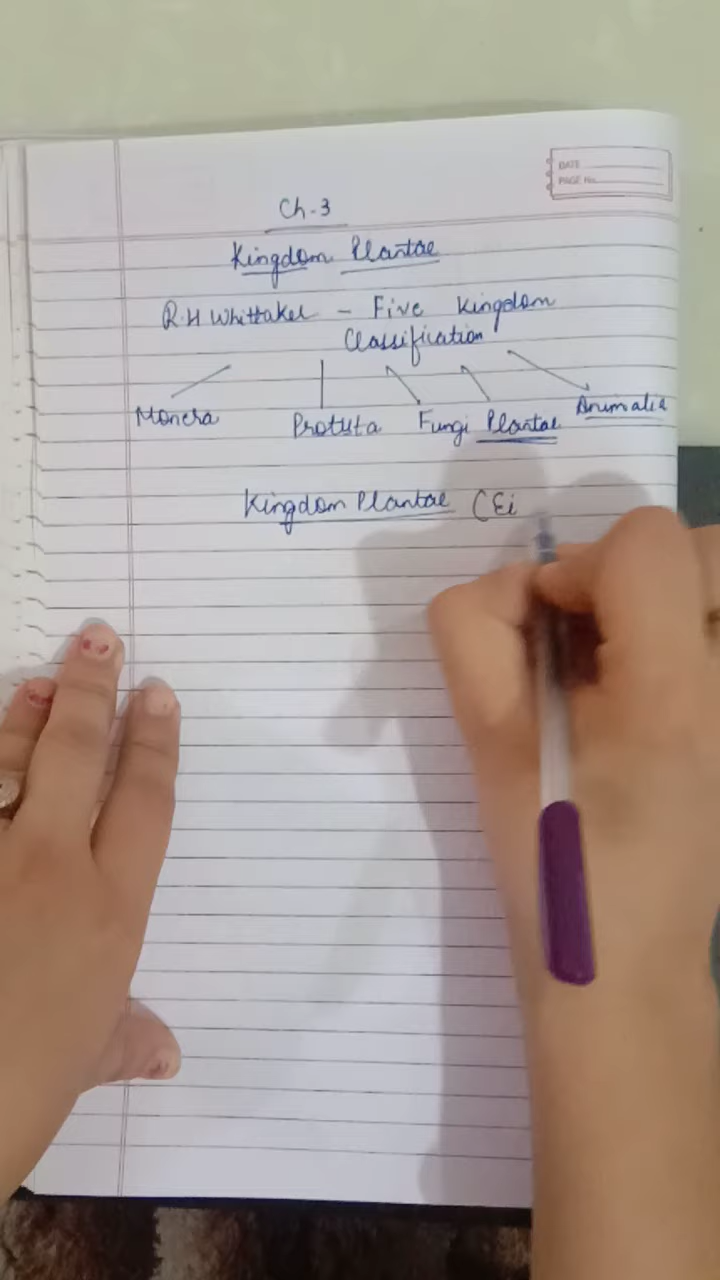 DATE
PAGE No.
Ch-3
Kingdom Plantae
R.H Whittaker - Five Kingdom
Classification
Monera Protista Fungi Plantae Animalia
Kingdom Plantae (Ei